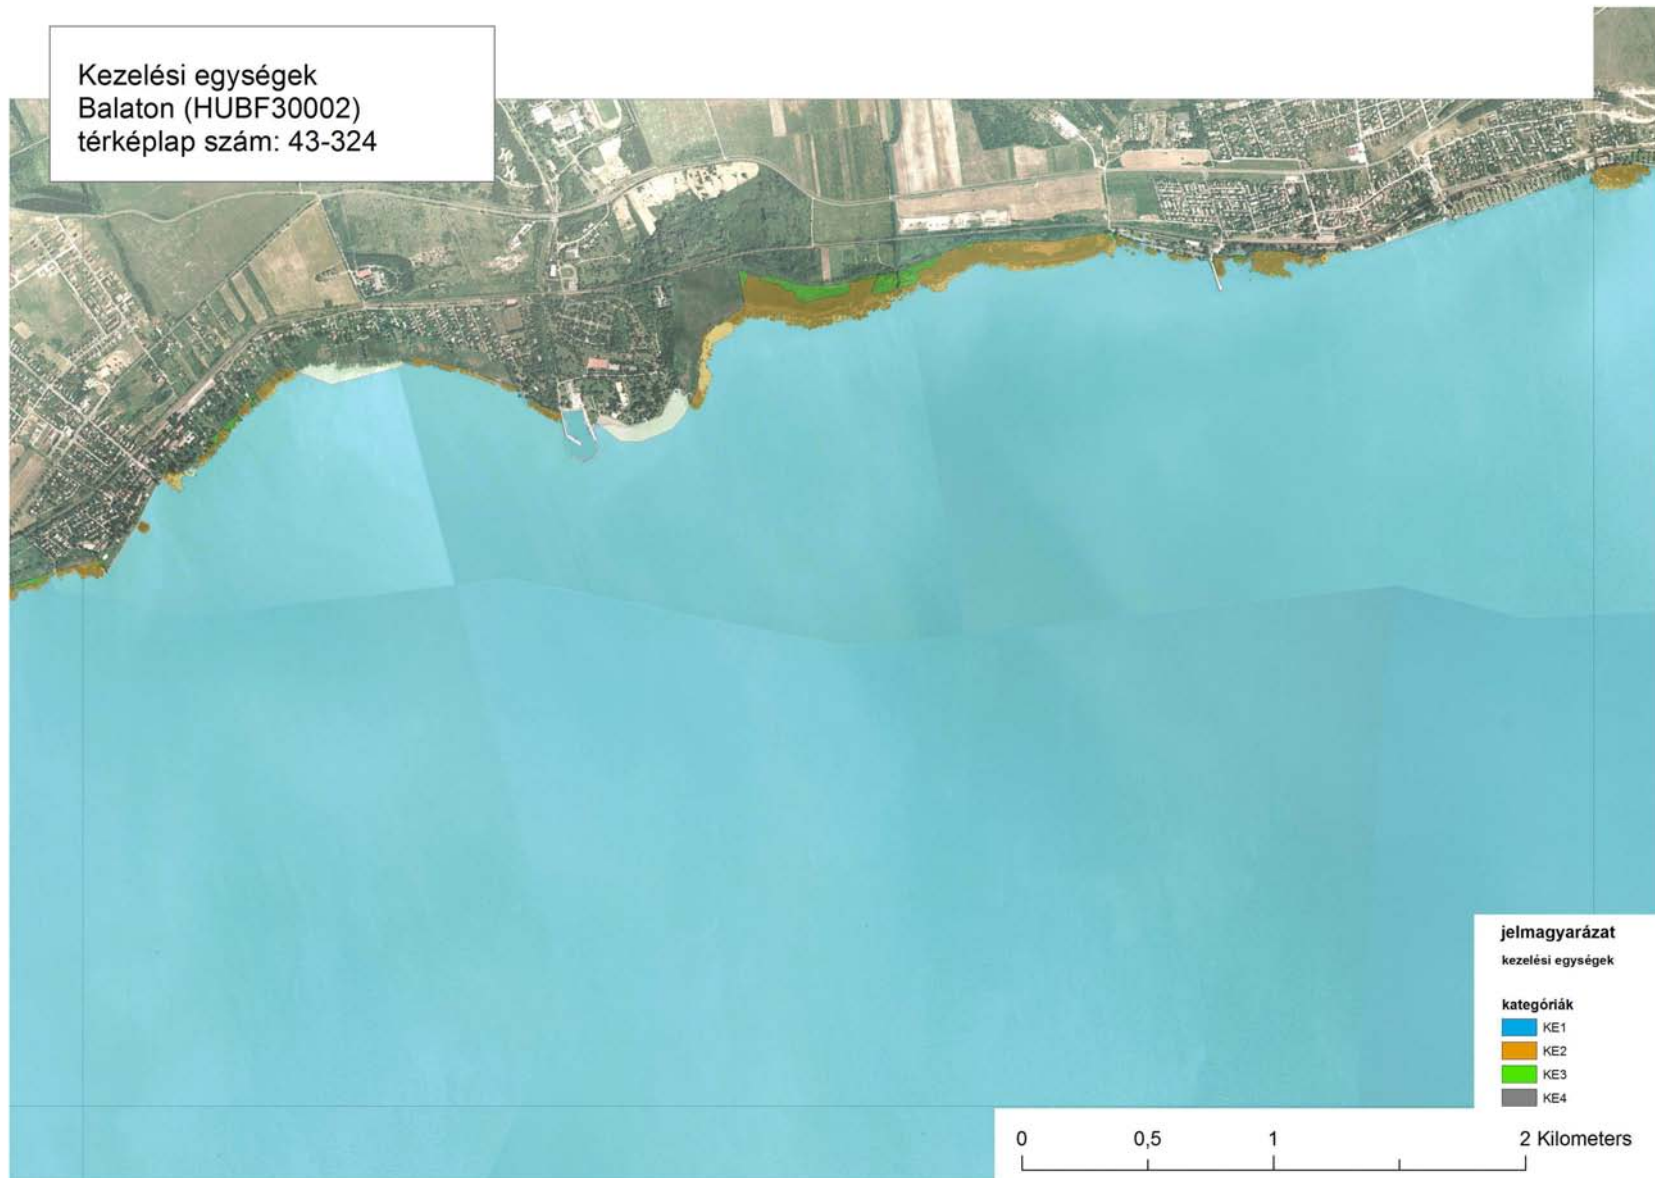 Kezelési egységek
Balaton (HUBF30002)
térképlap szám: 43-324
jelmagyarázat
kezelési egységek
kategóriák
KE1
KE2
KE3
KE4
0 0,5 1 2 Kilometers